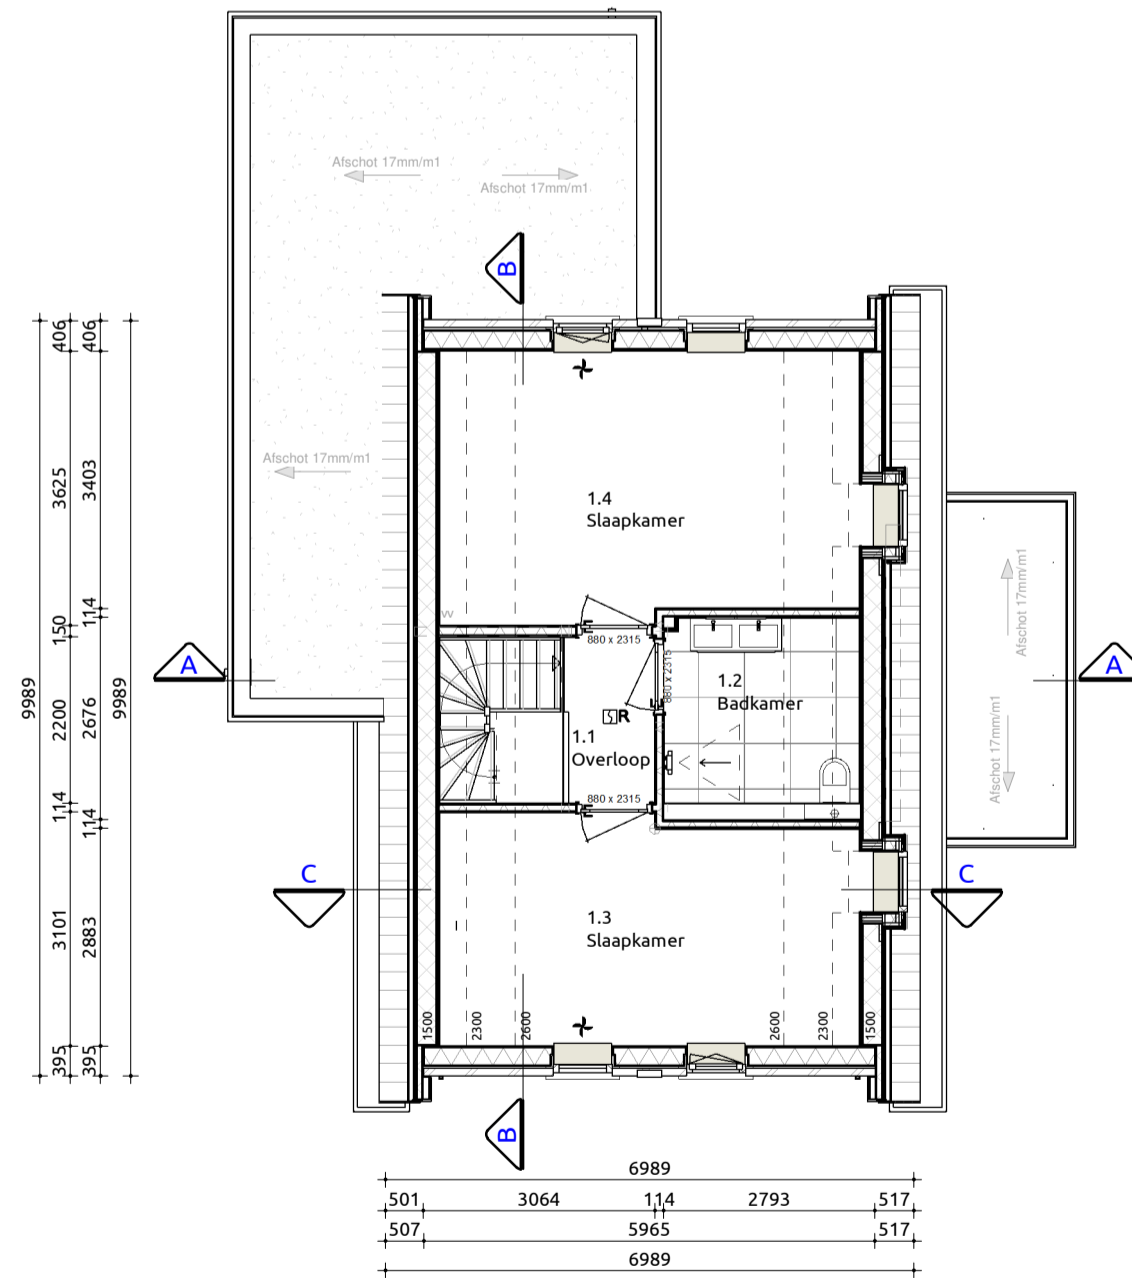 Afschot 17mm/m1
Afschot 17mm/m1
B
406
406
Afschot 17mm/m1
3625
3403
1.4
Slaapkamer
Afschot 17mm/m1
150
114
880 x 2315
880 x 2315
A
A
1.2
Badkamer
9989
2200
2676
9989
R
1.1
Overloop
Afschot 17mm/m1
880 x 2315
114
114
C
C
3101
2883
1.3
Slaapkamer
1500
2300
2600
2600
2300
1500
395
395
B
6989
501
3064
114
2793
517
507
5965
517
6989